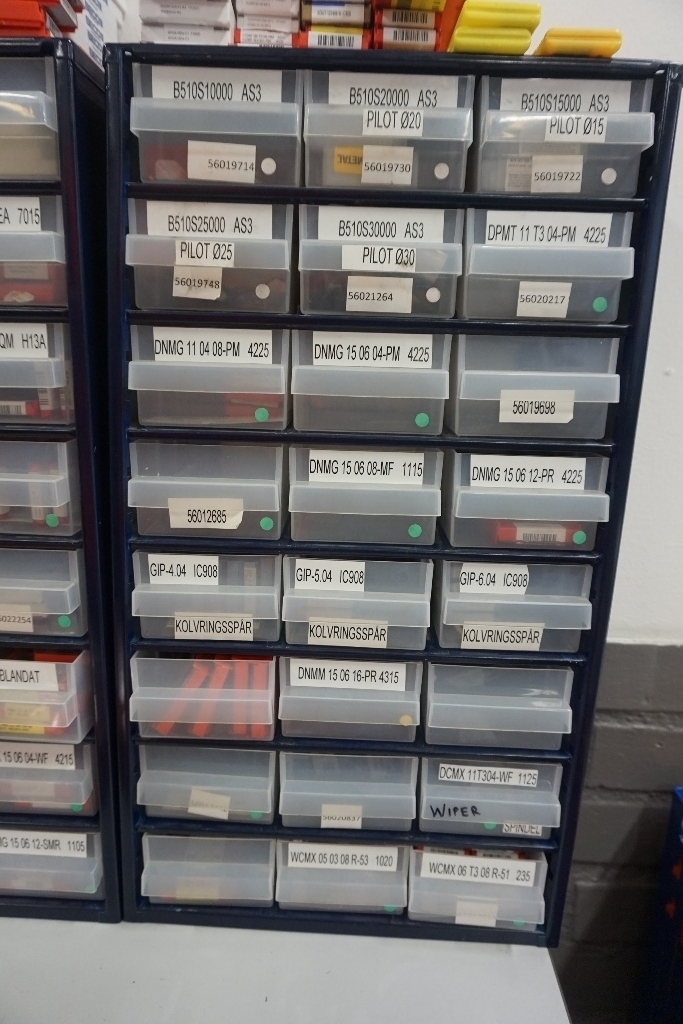 B510S10000 AS3
56019714
B510S20000 AS3
PILOT Ø20
56019730
B510S15000 AS3
PILOT Ø15
56019722
EA 7015
B510S25000 AS3
PILOT Ø25
56019748
B510S30000 AS3
PILOT Ø30
56021264
DPMT 11 T3 04-PM 4225
56020217
QM H13A
DNMG 11 04 08-PM 4225
DNMG 15 06 04-PM 4225
56019698
56012685
DNMG 15 06 08-MF 1115
DNMG 15 06 12-PR 4225
GIP-4.04 IC908
KOLVRINGSSPÅR
GIP-5.04 IC908
KOLVRINGSSPÅR
GIP-6.04 IC908
KOLVRINGSSPÅR
BLANDAT
DNMM 15 06 16-PR 4315
15 06 04-WF 4215
DCMX 11T304-WF 1125
WIPER
SPINDEL
15 06 12-SMR 1105
WCMX 05 03 08 R-53 1020
WCMX 06 T3 08 R-51 235